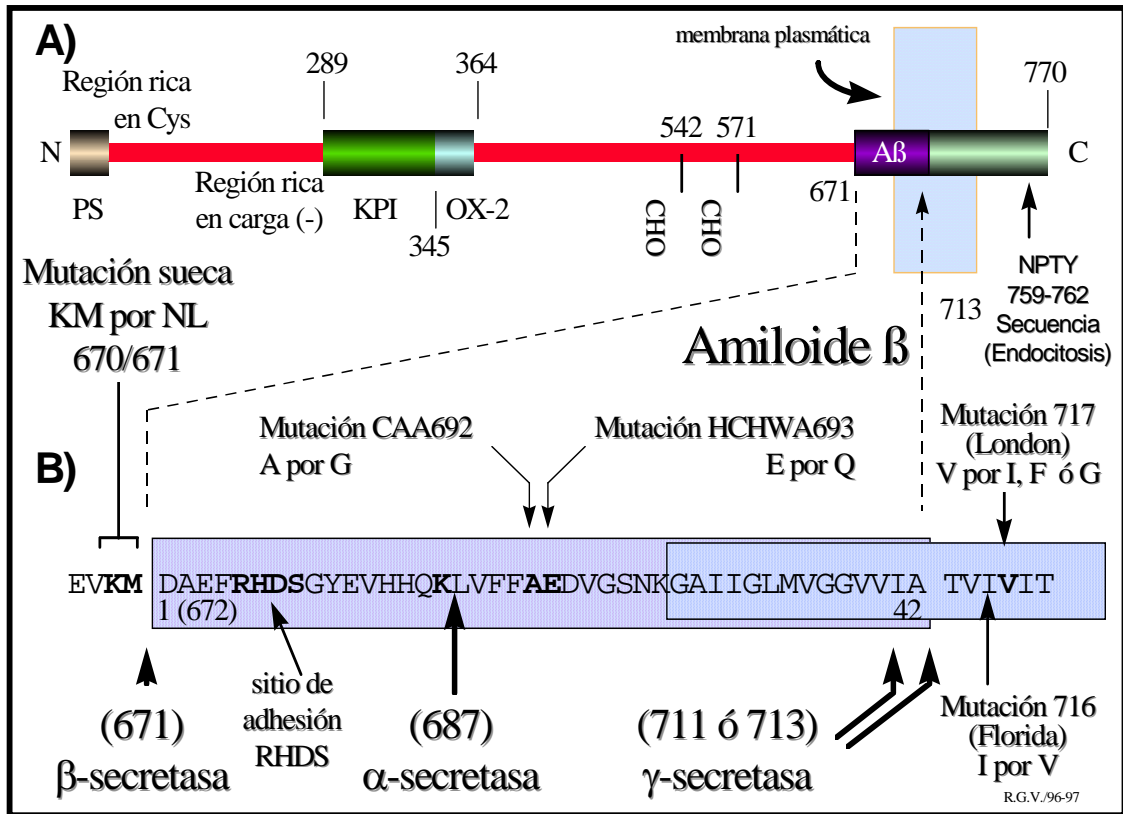 A)
membrana plasmática
Región rica
en Cys
289
364
770
542
571
N
Aß
C
PS
Región rica
en carga (-)
KPI
OX-2
345
671
CHO
CHO
713
NPTY
759-762
Secuencia
(Endocitosis)
Mutación sueca
KM por NL
670/671
Amiloide ß
Mutación CAA692
A por G
Mutación HCHWA693
E por Q
Mutación 717
(London)
V por I, F ó G
B)
EVKM DAEFRHDSGYEVHHQKLVFFAEDVGSNKGAIIGLMVGGVVIA TVIVIT
1 (672)
42
(671)
β-secretasa
sitio de
adhesión
RHDS
(687)
α-secretasa
(711 ó 713)
γ-secretasa
Mutación 716
(Florida)
I por V
R.G.V./96-97